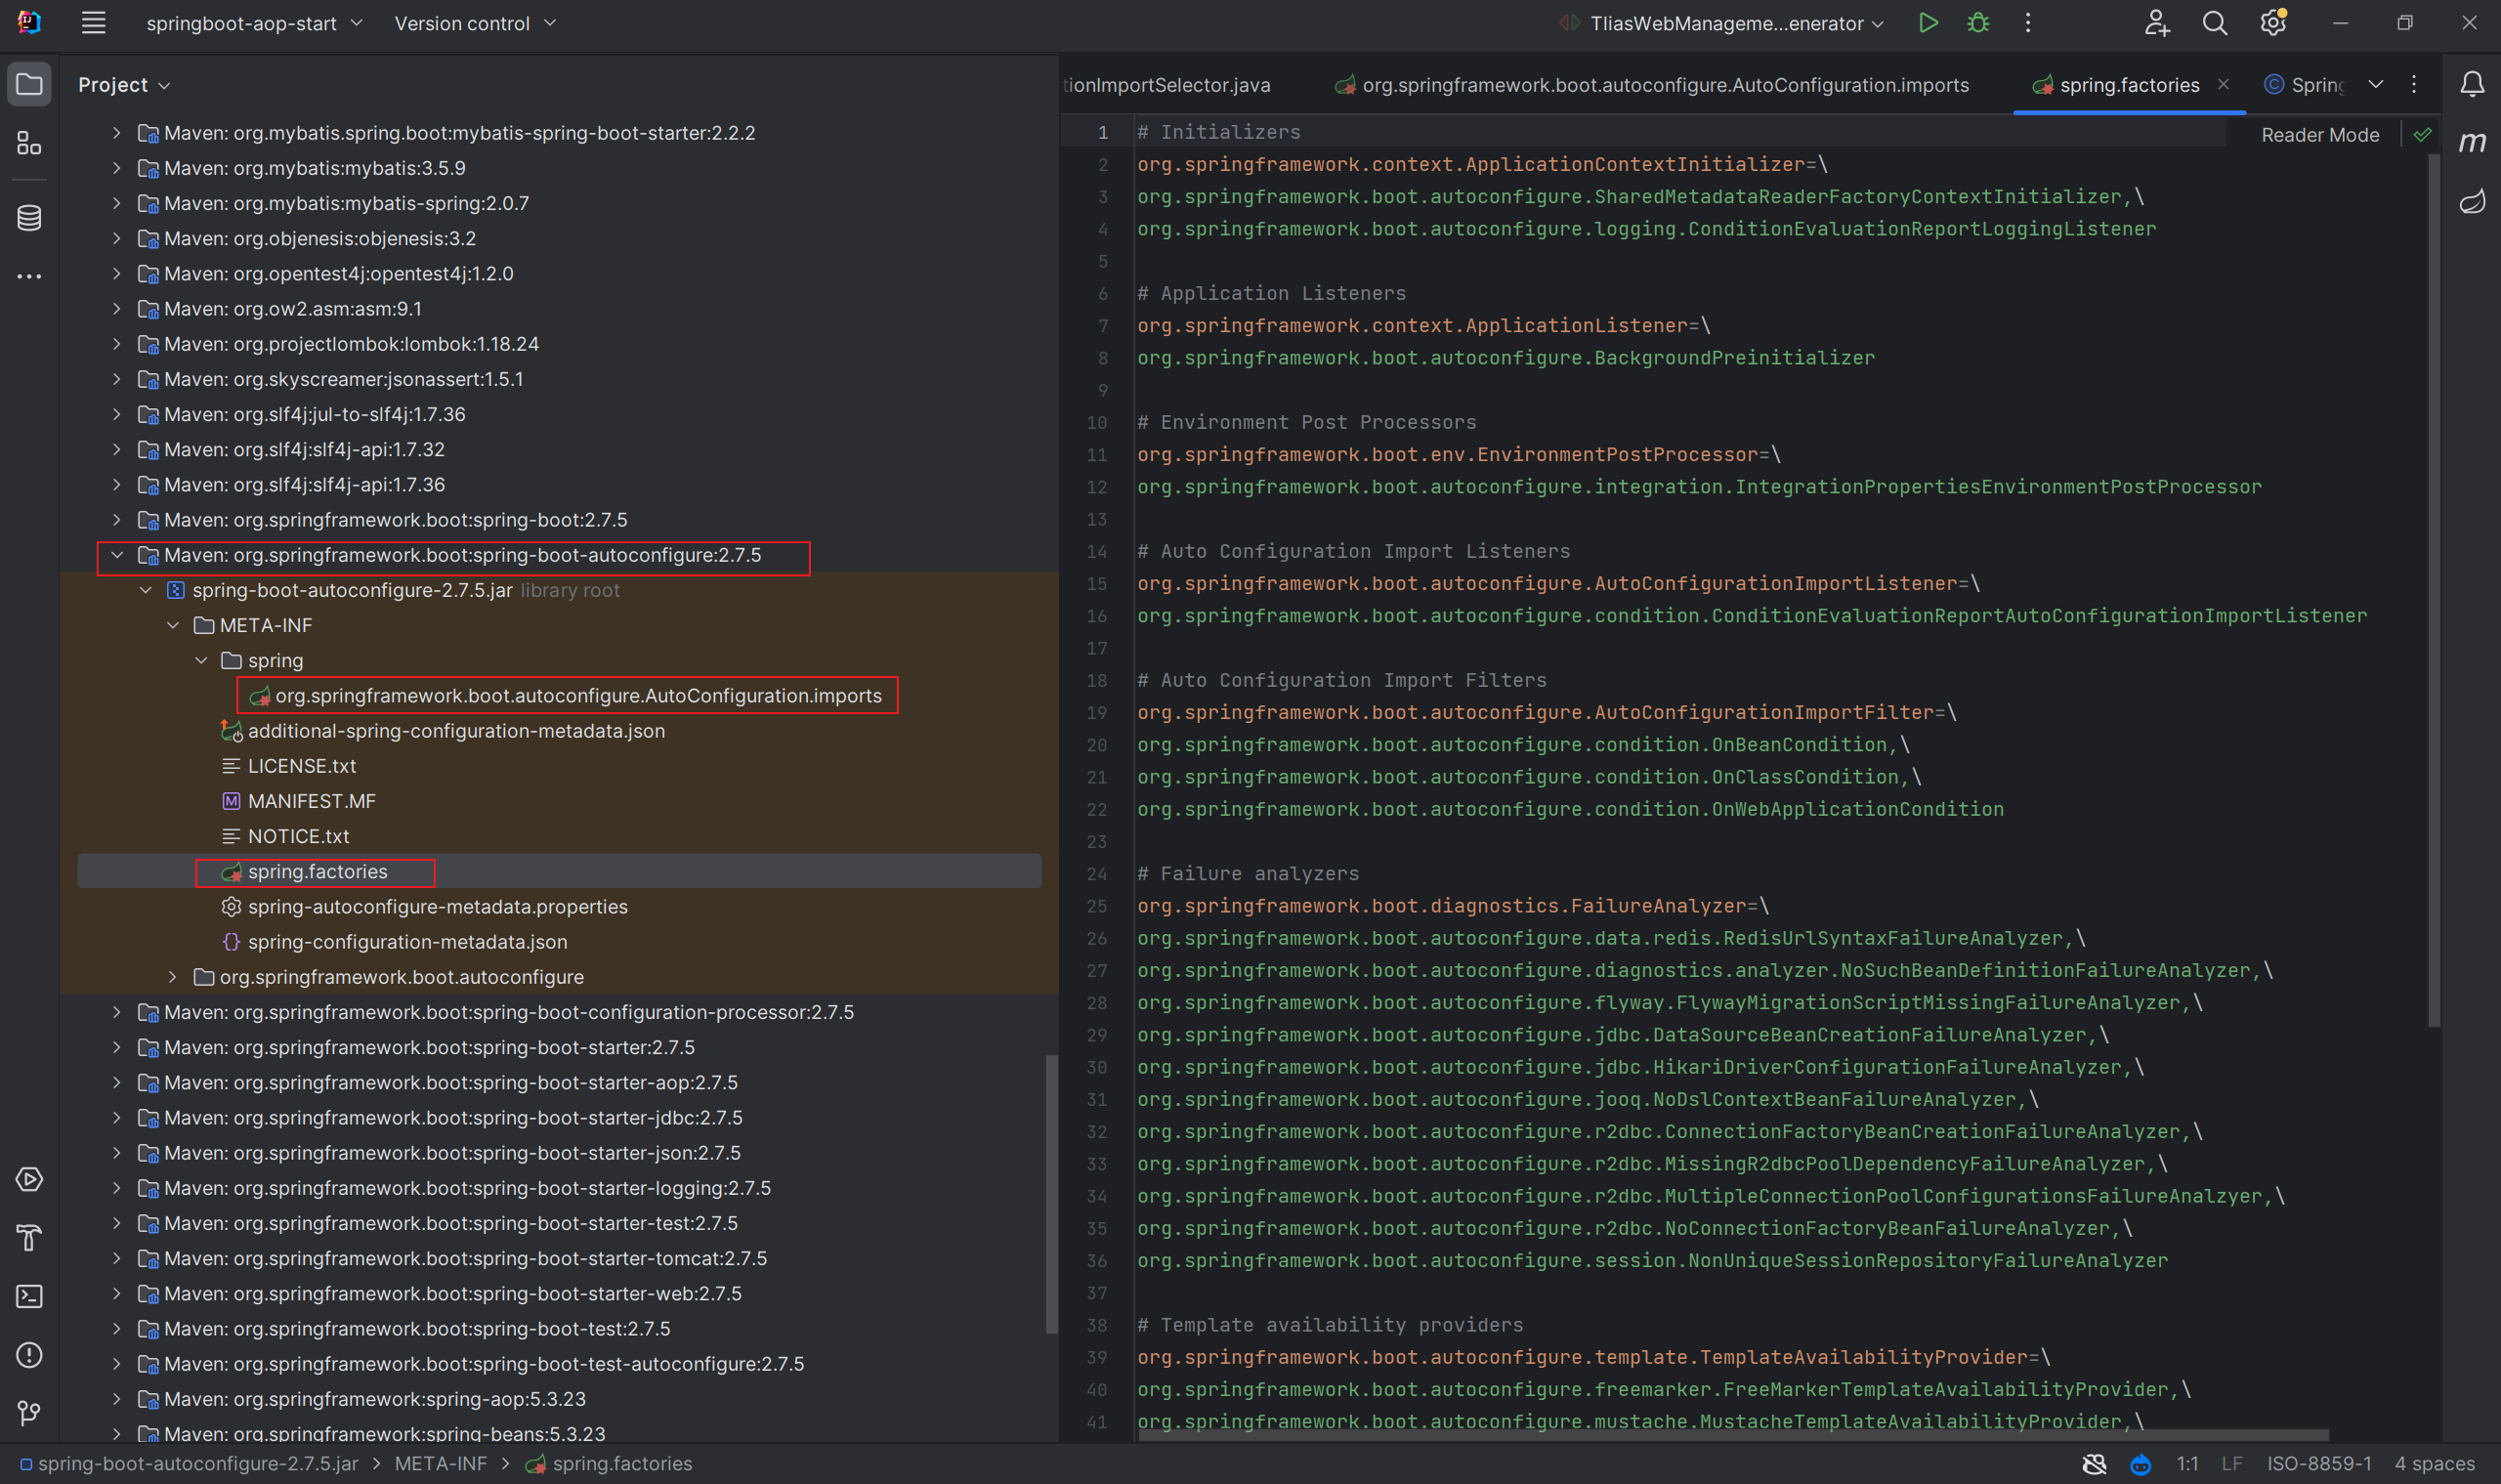 springboot-aop-start
Version control
TliasWebManageme...enerator
Project
Maven: org.mybatis.spring.boot:mybatis-spring-boot-starter:2.2.2
Maven: org.mybatis:mybatis:3.5.9
Maven: org.mybatis:mybatis-spring:2.0.7
Maven: org.objenesis:objenesis:3.2
Maven: org.opentest4j:opentest4j:1.2.0
Maven: org.ow2.asm:asm:9.1
Maven: org.projectlombok:lombok:1.18.24
Maven: org.skyscreamer:jsonassert:1.5.1
Maven: org.slf4j:jul-to-slf4j:1.7.36
Maven: org.slf4j:slf4j-api:1.7.32
Maven: org.slf4j:slf4j-api:1.7.36
Maven: org.springframework.boot:spring-boot:2.7.5
Maven: org.springframework.boot:spring-boot-autoconfigure:2.7.5
spring-boot-autoconfigure-2.7.5.jar library root
META-INF
spring
org.springframework.boot.autoconfigure.AutoConfiguration.imports
additional-spring-configuration-metadata.json
LICENSE.txt
MANIFEST.MF
NOTICE.txt
spring.factories
spring-autoconfigure-metadata.properties
spring-configuration-metadata.json
org.springframework.boot.autoconfigure
Maven: org.springframework.boot:spring-boot-configuration-processor:2.7.5
Maven: org.springframework.boot:spring-boot-starter:2.7.5
Maven: org.springframework.boot:spring-boot-starter-aop:2.7.5
Maven: org.springframework.boot:spring-boot-starter-jdbc:2.7.5
Maven: org.springframework.boot:spring-boot-starter-json:2.7.5
Maven: org.springframework.boot:spring-boot-starter-logging:2.7.5
Maven: org.springframework.boot:spring-boot-starter-test:2.7.5
Maven: org.springframework.boot:spring-boot-starter-tomcat:2.7.5
Maven: org.springframework.boot:spring-boot-starter-web:2.7.5
Maven: org.springframework.boot:spring-boot-test:2.7.5
Maven: org.springframework.boot:spring-boot-test-autoconfigure:2.7.5
Maven: org.springframework:spring-aop:5.3.23
Maven: org.springframework:spring-beans:5.3.23
tionImportSelector.java
org.springframework.boot.autoconfigure.AutoConfiguration.imports
spring.factories
Spring
Reader Mode
1 # Initializers
2 org.springframework.context.ApplicationContextInitializer=\
3 org.springframework.boot.autoconfigure.SharedMetadataReaderFactoryContextInitializer,\
4 org.springframework.boot.autoconfigure.logging.ConditionEvaluationReportLoggingListener
5
6 # Application Listeners
7 org.springframework.context.ApplicationListener=\
8 org.springframework.boot.autoconfigure.BackgroundPreinitializer
9
10 # Environment Post Processors
11 org.springframework.boot.env.EnvironmentPostProcessor=\
12 org.springframework.boot.autoconfigure.integration.IntegrationPropertiesEnvironmentPostProcessor
13
14 # Auto Configuration Import Listeners
15 org.springframework.boot.autoconfigure.AutoConfigurationImportListener=\
16 org.springframework.boot.autoconfigure.condition.ConditionEvaluationReportAutoConfigurationImportListener
17
18 # Auto Configuration Import Filters
19 org.springframework.boot.autoconfigure.AutoConfigurationImportFilter=\
20 org.springframework.boot.autoconfigure.condition.OnBeanCondition,\
21 org.springframework.boot.autoconfigure.condition.OnClassCondition,\
22 org.springframework.boot.autoconfigure.condition.OnWebApplicationCondition
23
24 # Failure analyzers
25 org.springframework.boot.diagnostics.FailureAnalyzer=\
26 org.springframework.boot.autoconfigure.data.redis.RedisUrlSyntaxFailureAnalyzer,\
27 org.springframework.boot.autoconfigure.diagnostics.analyzer.NoSuchBeanDefinitionFailureAnalyzer,\
28 org.springframework.boot.autoconfigure.flyway.FlywayMigrationScriptMissingFailureAnalyzer,\
29 org.springframework.boot.autoconfigure.jdbc.DataSourceBeanCreationFailureAnalyzer,\
30 org.springframework.boot.autoconfigure.jdbc.HikariDriverConfigurationFailureAnalyzer,\
31 org.springframework.boot.autoconfigure.jooq.NoDslContextBeanFailureAnalyzer,\
32 org.springframework.boot.autoconfigure.r2dbc.ConnectionFactoryBeanCreationFailureAnalyzer,\
33 org.springframework.boot.autoconfigure.r2dbc.MissingR2dbcPoolDependencyFailureAnalyzer,\
34 org.springframework.boot.autoconfigure.r2dbc.MultipleConnectionPoolConfigurationsFailureAnalzyer,\
35 org.springframework.boot.autoconfigure.r2dbc.NoConnectionFactoryBeanFailureAnalyzer,\
36 org.springframework.boot.autoconfigure.session.NonUniqueSessionRepositoryFailureAnalyzer
37
38 # Template availability providers
39 org.springframework.boot.autoconfigure.template.TemplateAvailabilityProvider=\
40 org.springframework.boot.autoconfigure.freemarker.FreeMarkerTemplateAvailabilityProvider,\
41 org.springframework.boot.autoconfigure.mustache.MustacheTemplateAvailabilityProvider,\
spring-boot-autoconfigure-2.7.5.jar > META-INF > spring.factories
1:1 LF ISO-8859-1 4 spaces